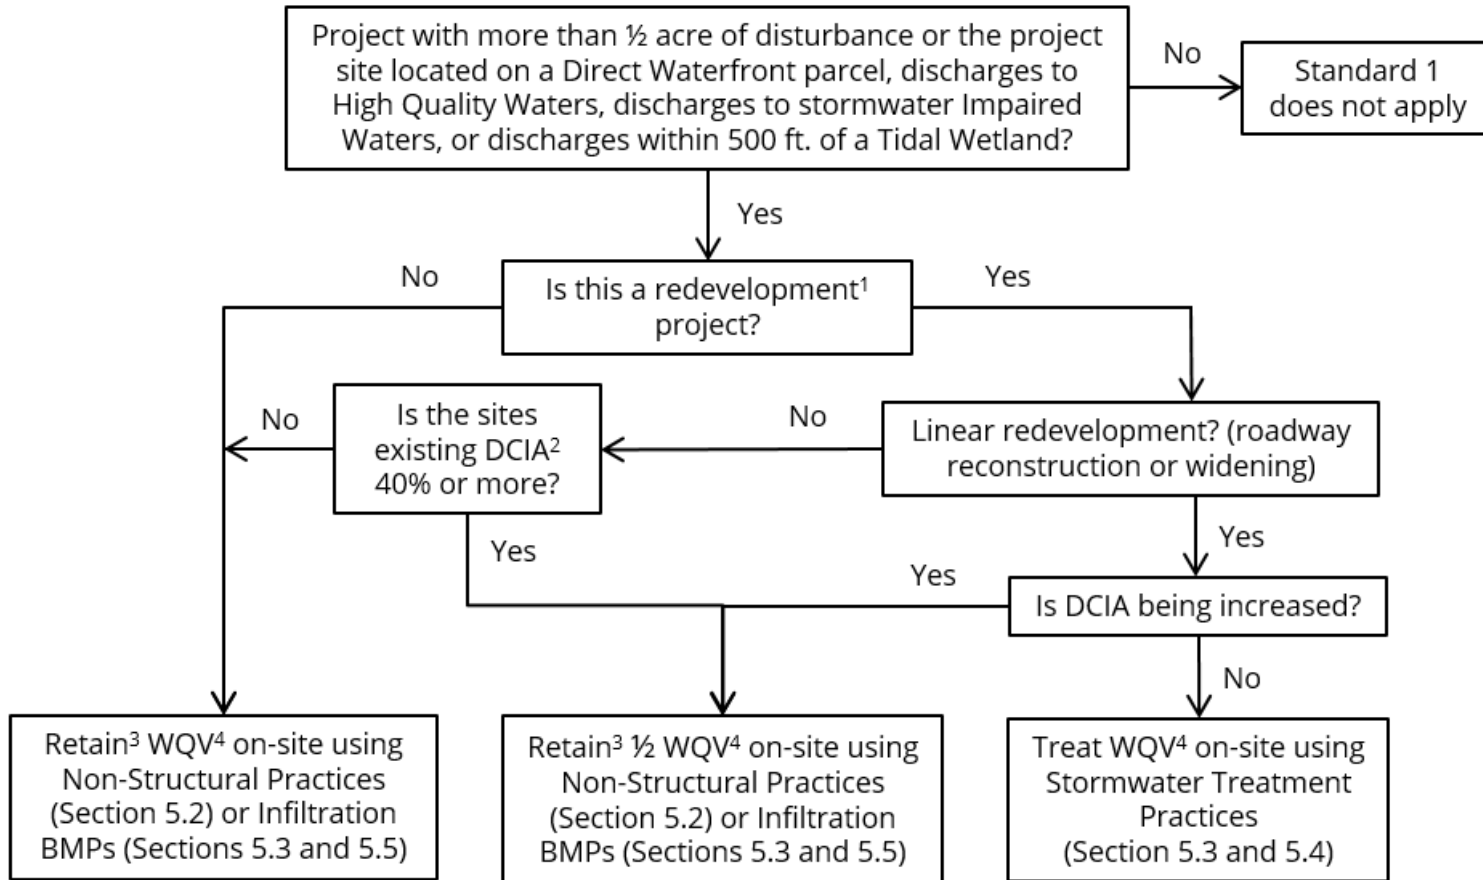 Project with more than ½ acre of disturbance or the project
site located on a Direct Waterfront parcel, discharges to
High Quality Waters, discharges to stormwater Impaired
Waters, or discharges within 500 ft. of a Tidal Wetland?
No
Standard 1
does not apply
Yes
No
Is this a redevelopment¹
project?
Yes
No
Is the sites
existing DCIA²
40% or more?
No
Linear redevelopment? (roadway
reconstruction or widening)
Yes
Yes
Yes
Is DCIA being increased?
No
Retain³ WQV⁴ on-site using
Non-Structural Practices
(Section 5.2) or Infiltration
BMPs (Sections 5.3 and 5.5)
Retain³ ½ WQV⁴ on-site using
Non-Structural Practices
(Section 5.2) or Infiltration
BMPs (Sections 5.3 and 5.5)
Treat WQV⁴ on-site using
Stormwater Treatment
Practices
(Section 5.3 and 5.4)